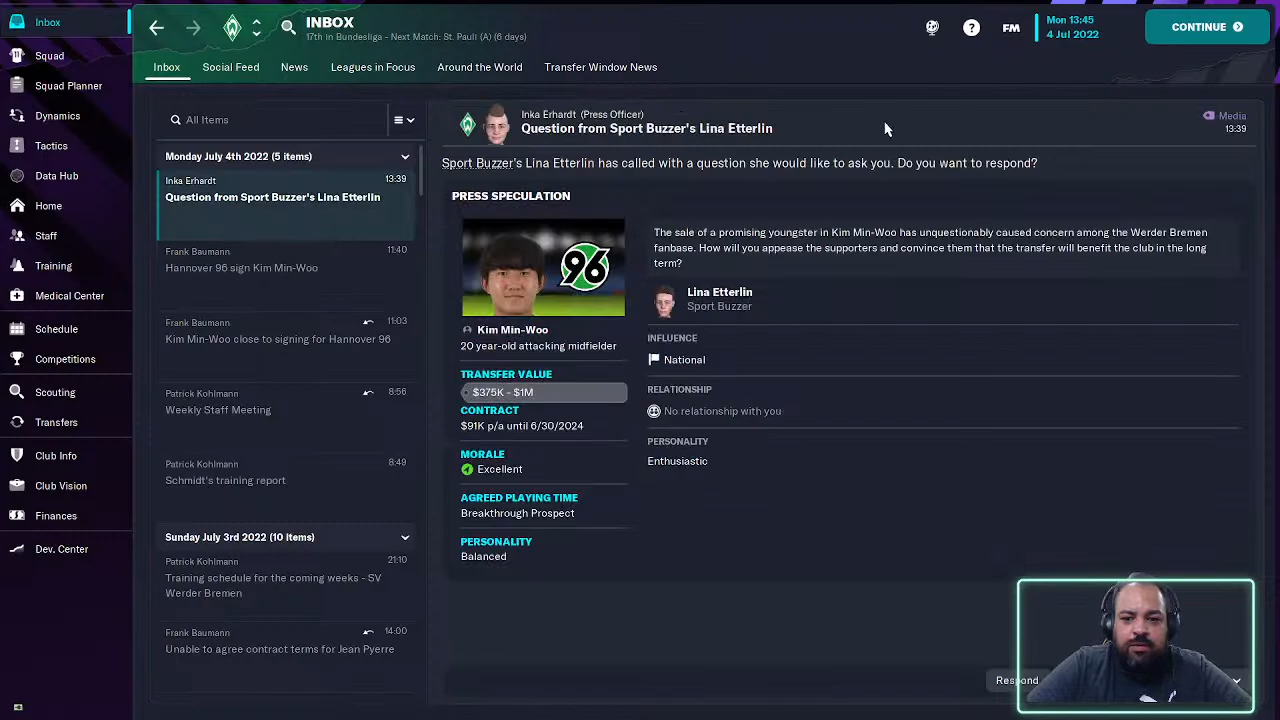 Inbox
Squad
Squad Planner
Dynamics
Tactics
Data Hub
Home
Staff
Training
Medical Center
Schedule
Competitions
Scouting
Transfers
Club Info
Club Vision
Finances
Dev. Center
INBOX
17th in Bundesliga - Next Match: St. Pauli (A) (6 days)
FM
Mon 13:45
4 Jul 2022
CONTINUE
Inbox
Social Feed
News
Leagues in Focus
Around the World
Transfer Window News
All Items
Monday July 4th 2022 (5 items)
Inka Erhardt 13:39
Question from Sport Buzzer's Lina Etterlin
Frank Baumann 11:40
Hannover 96 sign Kim Min-Woo
Frank Baumann 11:03
Kim Min-Woo close to signing for Hannover 96
Patrick Kohlmann 8:56
Weekly Staff Meeting
Patrick Kohlmann 8:49
Schmidt's training report
Sunday July 3rd 2022 (10 items)
Patrick Kohlmann 21:10
Training schedule for the coming weeks - SV
Werder Bremen
Frank Baumann 14:00
Unable to agree contract terms for Jean Pyerre
Inka Erhardt (Press Officer)
Question from Sport Buzzer's Lina Etterlin
Media
13:39
Sport Buzzer's Lina Etterlin has called with a question she would like to ask you. Do you want to respond?
PRESS SPECULATION
96
Kim Min-Woo
20 year-old attacking midfielder
TRANSFER VALUE
$375K - $1M
CONTRACT
$91K p/a until 6/30/2024
MORALE
Excellent
AGREED PLAYING TIME
Breakthrough Prospect
PERSONALITY
Balanced
The sale of a promising youngster in Kim Min-Woo has unquestionably caused concern among the Werder Bremen
fanbase. How will you appease the supporters and convince them that the transfer will benefit the club in the long
term?
Lina Etterlin
Sport Buzzer
INFLUENCE
National
RELATIONSHIP
No relationship with you
PERSONALITY
Enthusiastic
Respond